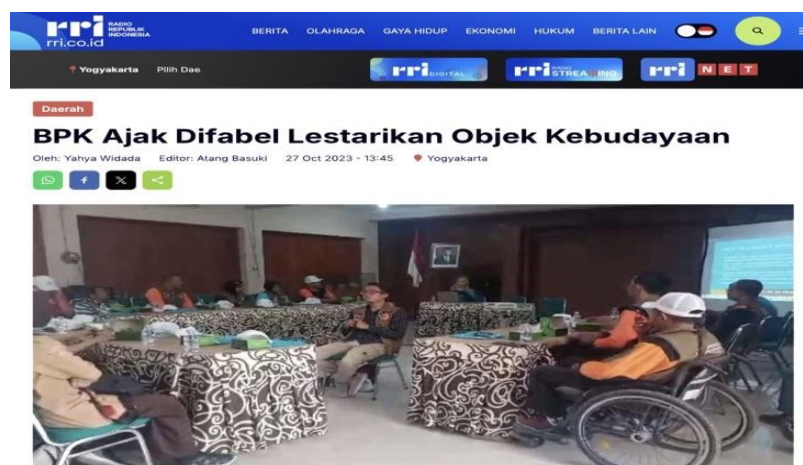 rri RADIO REPUBLIK INDONESIA
rri.co.id
BERITA OLAHRAGA GAYA HIDUP EKONOMI HUKUM BERITA LAIN
Yogyakarta Pilih Dae
rri DIGITAL rri RADIO STREAMING rri NET
Daerah
BPK Ajak Difabel Lestarikan Objek Kebudayaan
Oleh: Yahya Widada Editor: Atang Basuki 27 Oct 2023 - 13:45 Yogyakarta